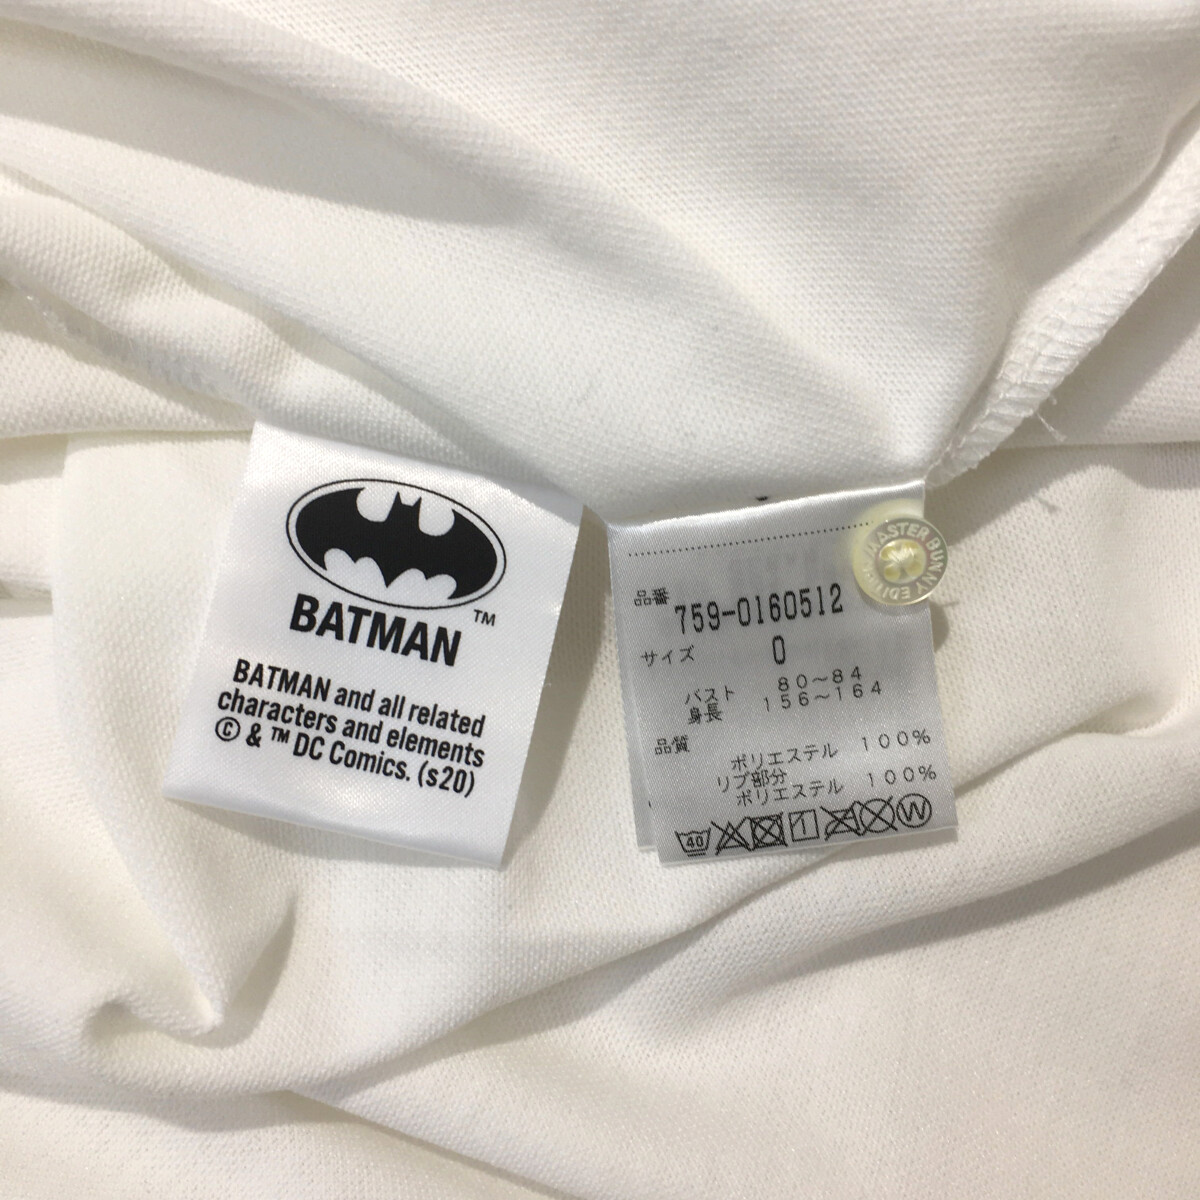 BATMAN™
BATMAN and all related
characters and elements
© & ™ DC Comics. (s20)
MASTER BUNNY EDITION
品番 759-0160512
サイズ 0
バスト 80~84
身長 156~164
品質
ポリエステル 100%
リブ部分
ポリエステル 100%
40
W